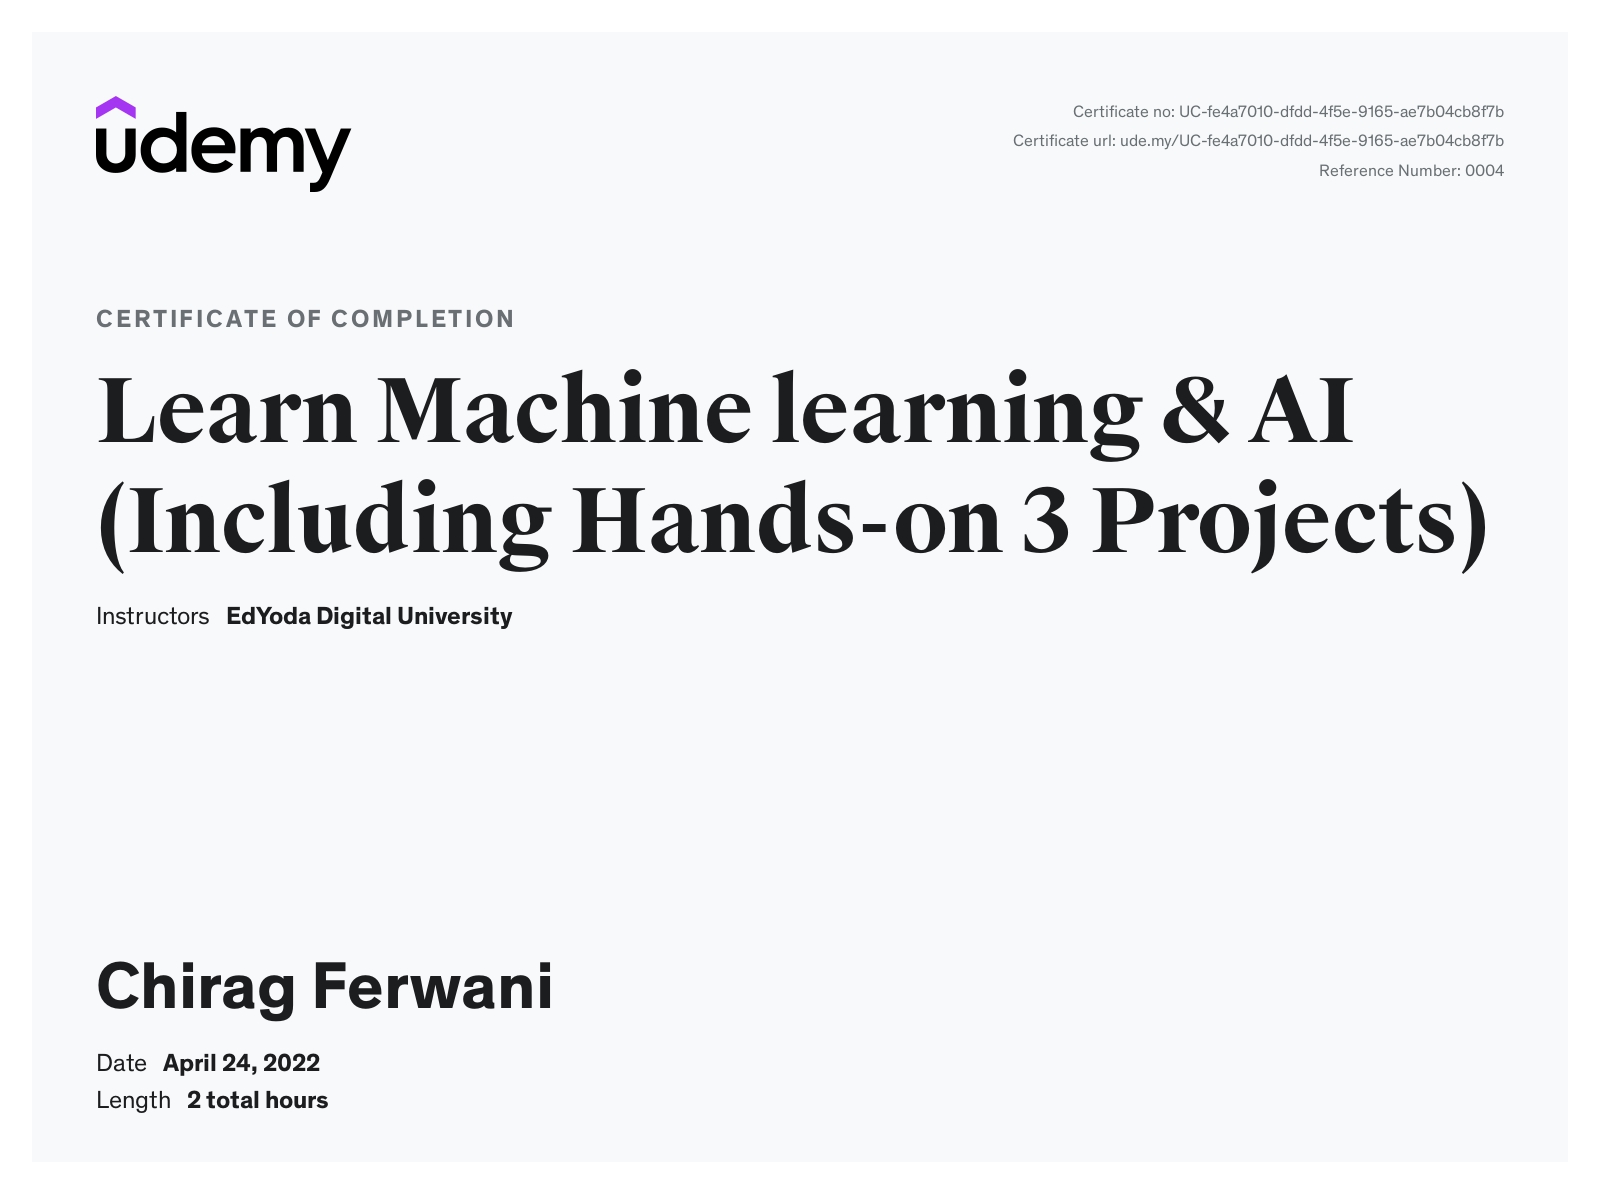 udemy
Certificate no: UC-fe4a7010-dfdd-4f5e-9165-ae7b04cb8f7b
Certificate url: ude.my/UC-fe4a7010-dfdd-4f5e-9165-ae7b04cb8f7b
Reference Number: 0004
CERTIFICATE OF COMPLETION
Learn Machine learning & AI
(Including Hands-on 3 Projects)
Instructors EdYoda Digital University
Chirag Ferwani
Date April 24, 2022
Length 2 total hours